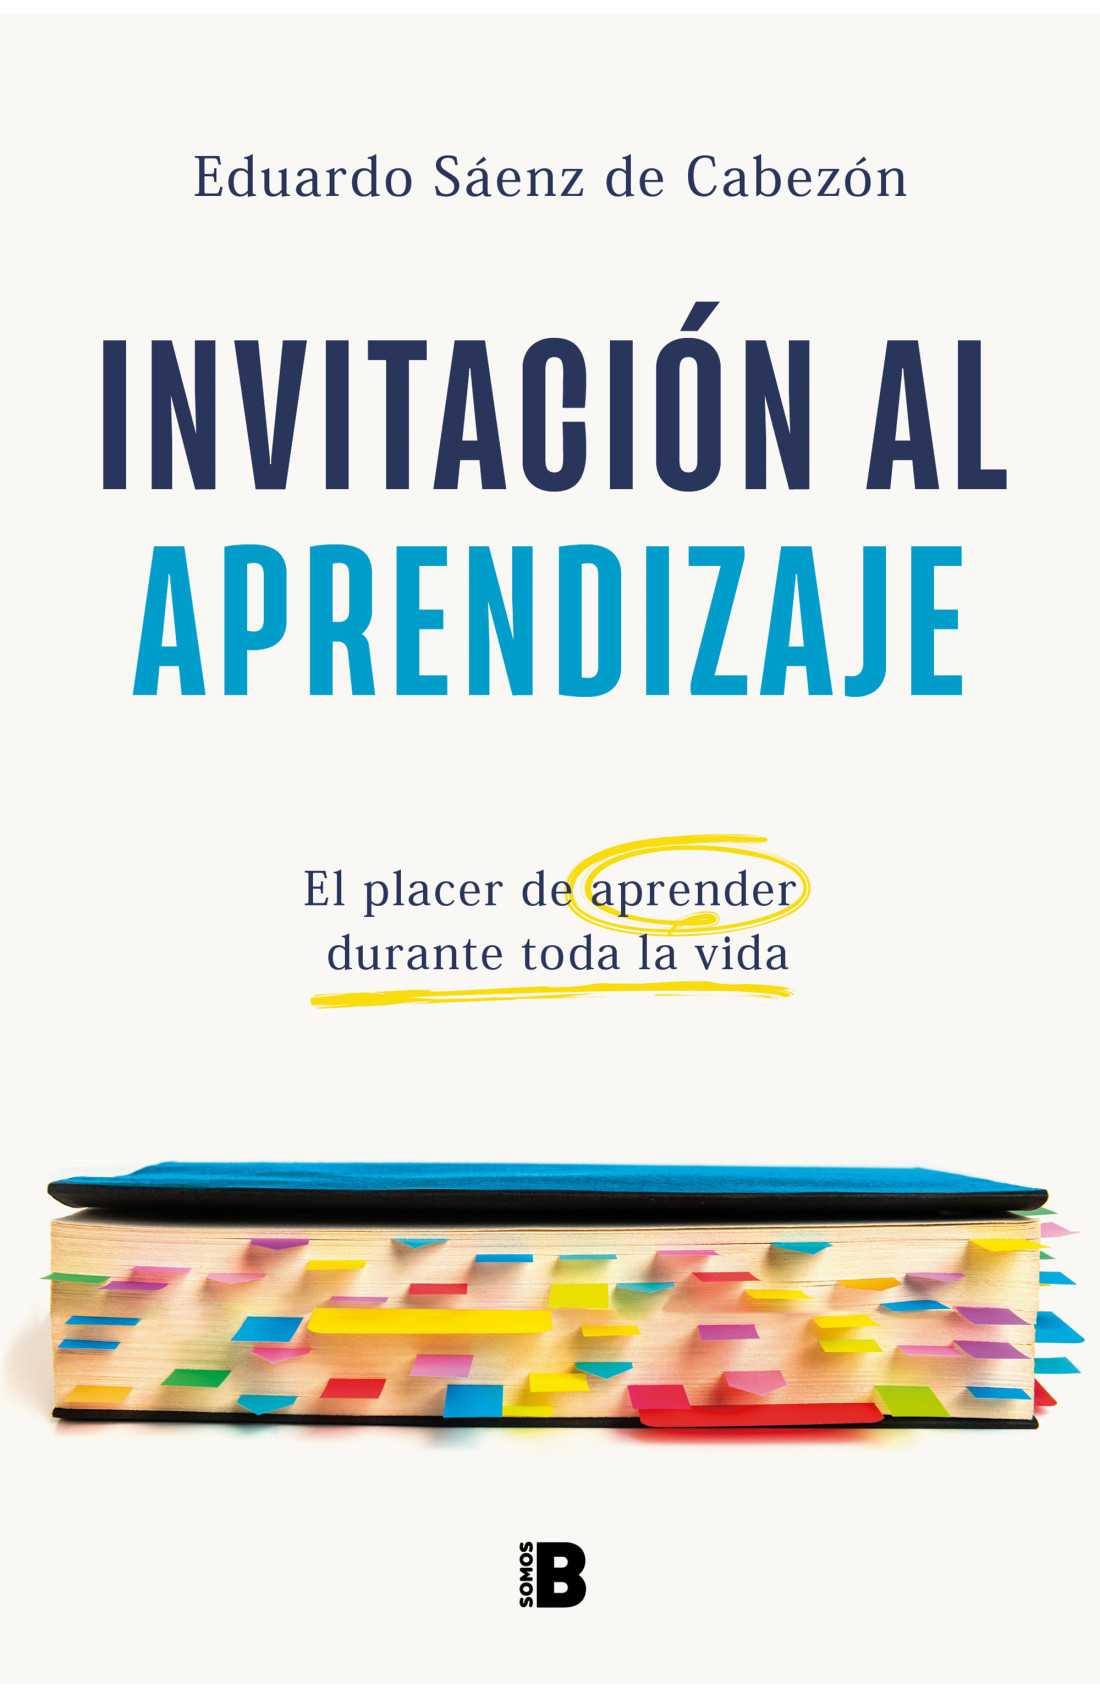 Eduardo Sáenz de Cabezón
INVITACIÓN AL
APRENDIZAJE
El placer de aprender
durante toda la vida
SOMOS B